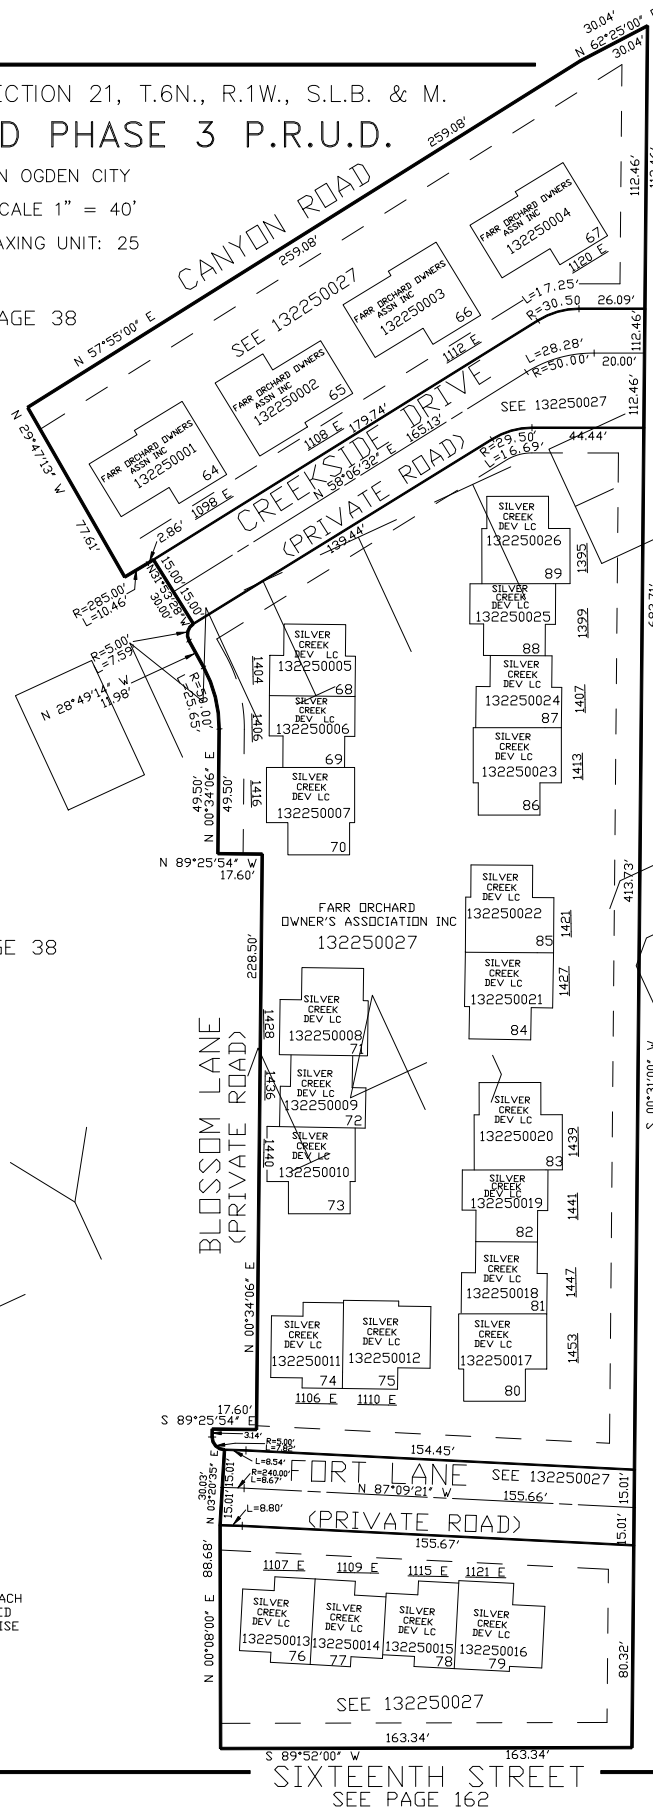 ECTION 21, T.6N., R.1W., S.L.B. & M.
D PHASE 3 P.R.U.D.
N OGDEN CITY
CALE 1" = 40'
AXING UNIT: 25
AGE 38
30.04'
N 62°25'00"
30.04'
259.08'
CANYON ROAD
259.08'
N 57°55'00" E
112.46'
SEE 132250027
FARR ORCHARD OWNERS
ASSN INC
132250004
67
1120 E
FARR ORCHARD OWNERS
ASSN INC
132250003
66
1112 E
FARR ORCHARD OWNERS
ASSN INC
132250002
65
1108 E
FARR ORCHARD OWNERS
ASSN INC
132250001
64
1098 E
L=17.25'
R=30.50
26.09'
112.46'
L=28.28'
R=50.00'
20.00'
112.46'
SEE 132250027
179.74'
CREEKSIDE DRIVE
N 58°06'32" E
165.13'
(PRIVATE ROAD)
139.44'
R=29.50'
L=16.69'
44.44'
N 29°47'13" W
77.61'
2.86'
R=285.00'
L=10.46'
15.00'
15.00'
N31°53'28"W
30.00'
R=5.00'
L=7.59'
N 28°49'14" W
11.98'
R=50.00'
L=25.65'
N 00°34'06" E
49.50'
49.50'
N 89°25'54" W
17.60'
SILVER
CREEK
DEV LC
132250026
89
1395
SILVER
CREEK
DEV LC
132250025
88
1399
SILVER
CREEK
DEV LC
132250024
87
1407
SILVER
CREEK
DEV LC
132250023
86
1413
1404
SILVER
CREEK
DEV LC
132250005
68
1406
SILVER
CREEK
DEV LC
132250006
69
1416
SILVER
CREEK
DEV LC
132250007
70
413.73'
FARR ORCHARD
OWNER'S ASSOCIATION INC
132250027
GE 38
228.50'
SILVER
CREEK
DEV LC
132250022
85
1421
SILVER
CREEK
DEV LC
132250021
84
1427
1428
SILVER
CREEK
DEV LC
132250008
71
1436
SILVER
CREEK
DEV LC
132250009
72
1440
SILVER
CREEK
DEV LC
132250010
73
BLOSSOM LANE
(PRIVATE ROAD)
N 00°34'06" E
S 00°31'00" W
SILVER
CREEK
DEV LC
132250020
83
1439
SILVER
CREEK
DEV LC
132250019
82
1441
SILVER
CREEK
DEV LC
132250018
81
1447
SILVER
CREEK
DEV LC
132250017
80
1453
SILVER
CREEK
DEV LC
132250011
74
1106 E
SILVER
CREEK
DEV LC
132250012
75
1110 E
17.60'
S 89°25'54" E
3.14'
R=5.00'
L=7.82'
L=8.54'
R=240.00'
L=8.67'
L=8.80'
N 03°20'35" E
30.03'
15.01'
15.01'
154.45'
FORT LANE
SEE 132250027
N 87°09'21" W
155.66'
(PRIVATE ROAD)
155.67'
15.01'
15.01'
88.68'
N 00°08'00" E
1107 E
1109 E
1115 E
1121 E
SILVER
CREEK
DEV LC
132250013
76
SILVER
CREEK
DEV LC
132250014
77
SILVER
CREEK
DEV LC
132250015
78
SILVER
CREEK
DEV LC
132250016
79
80.32'
ACH
ED
ISE
SEE 132250027
163.34'
S 89°52'00" W
163.34'
SIXTEENTH STREET
SEE PAGE 162